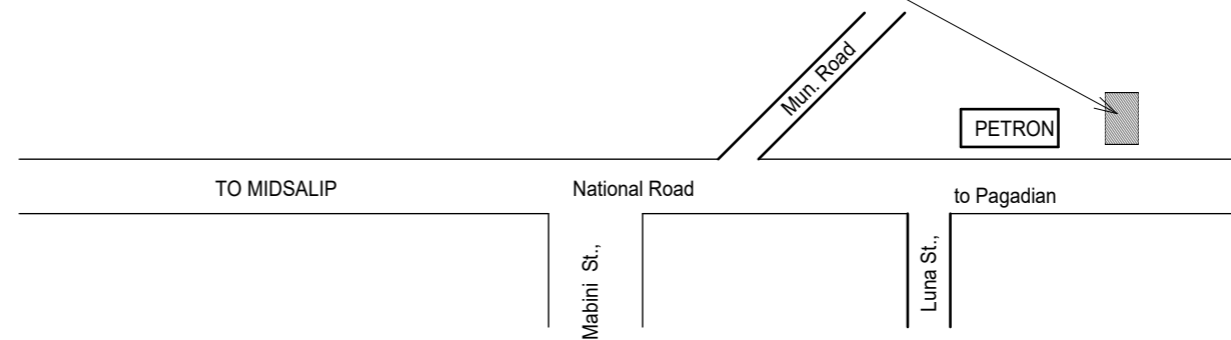 Mun. Road
PETRON
TO MIDSALIP
National Road
to Pagadian
Mabini St.,
Luna St.,